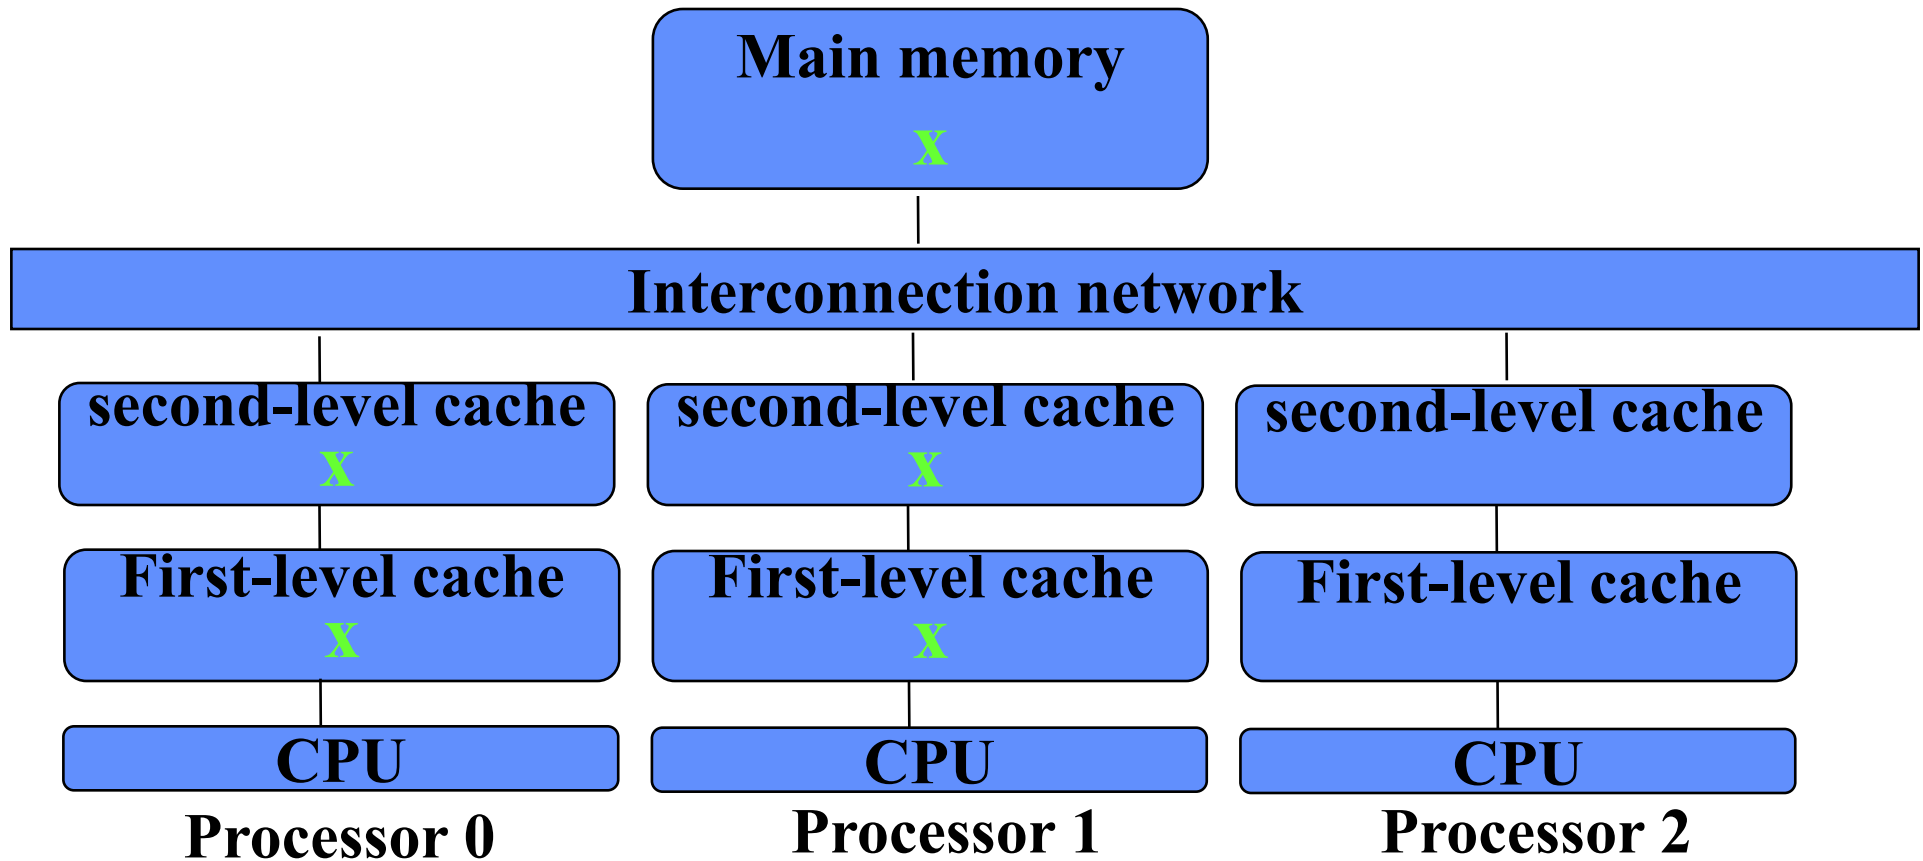 Main memory
x
Interconnection network
second-level cache
x
second-level cache
x
second-level cache
First-level cache
x
First-level cache
x
First-level cache
CPU
CPU
CPU
Processor 0
Processor 1
Processor 2